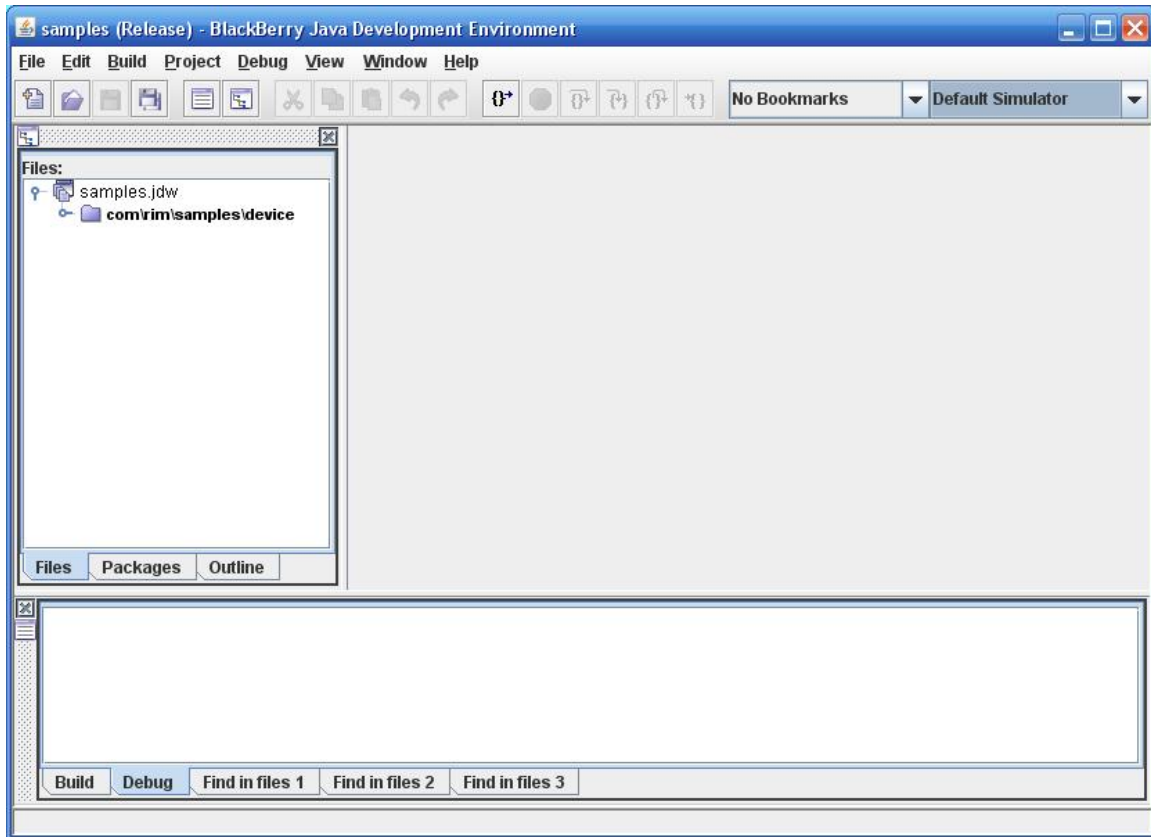 samples (Release) - BlackBerry Java Development Environment
File Edit Build Project Debug View Window Help
No Bookmarks Default Simulator
Files:
samples.jdw
com\rim\samples\device
Files Packages Outline
Build Debug Find in files 1 Find in files 2 Find in files 3